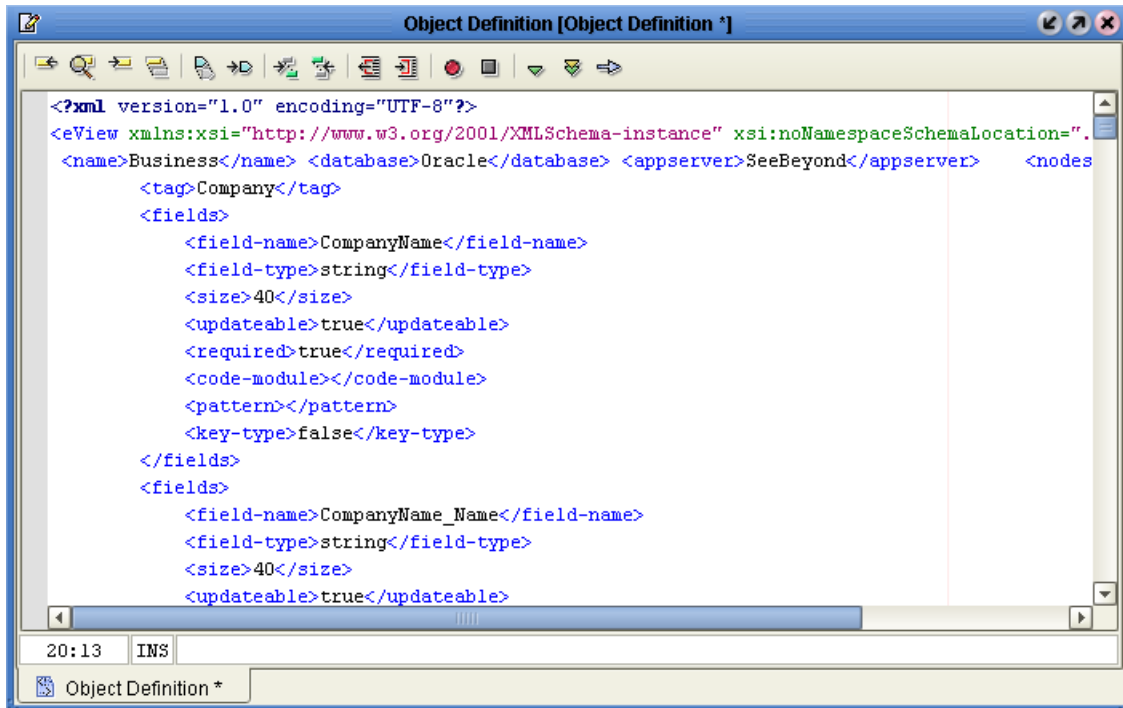 Object Definition [Object Definition *]
<?xml version="1.0" encoding="UTF-8"?>
<eView xmlns:xsi="http://www.w3.org/2001/XMLSchema-instance" xsi:noNamespaceSchemaLocation=".
<name>Business</name> <database>Oracle</database> <appserver>SeeBeyond</appserver> <nodes
<tag>Company</tag>
<fields>
<field-name>CompanyName</field-name>
<field-type>string</field-type>
<size>40</size>
<updateable>true</updateable>
<required>true</required>
<code-module></code-module>
<pattern></pattern>
<key-type>false</key-type>
</fields>
<fields>
<field-name>CompanyName_Name</field-name>
<field-type>string</field-type>
<size>40</size>
<updateable>true</updateable>
20:13 INS
Object Definition *